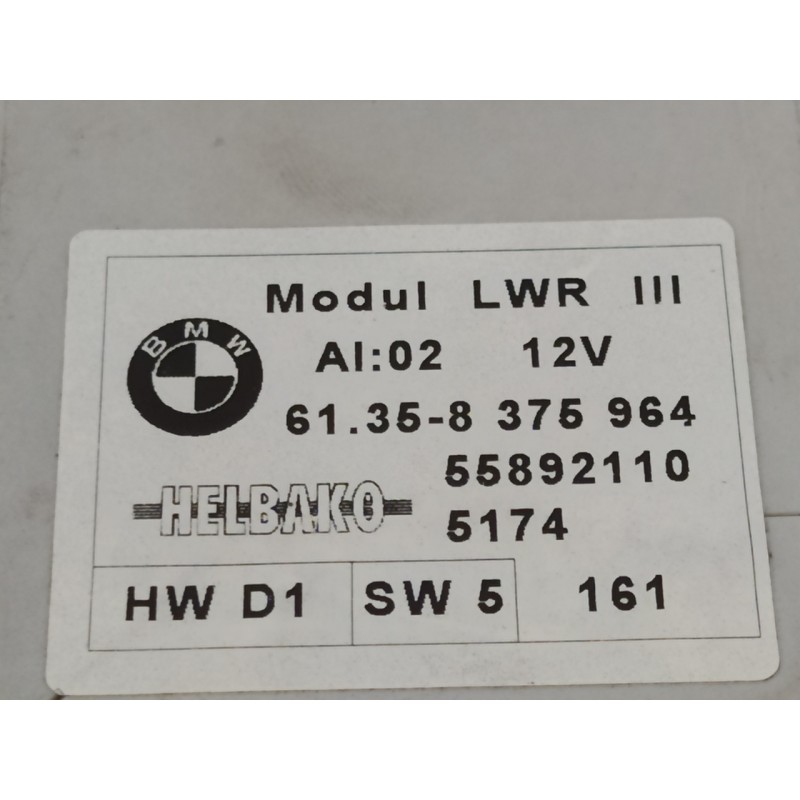 Modul LWR III
BMW
AI:02 12V
61.35-8 375 964
55892110
HELBAKO
5174
HW D1 SW 5 161